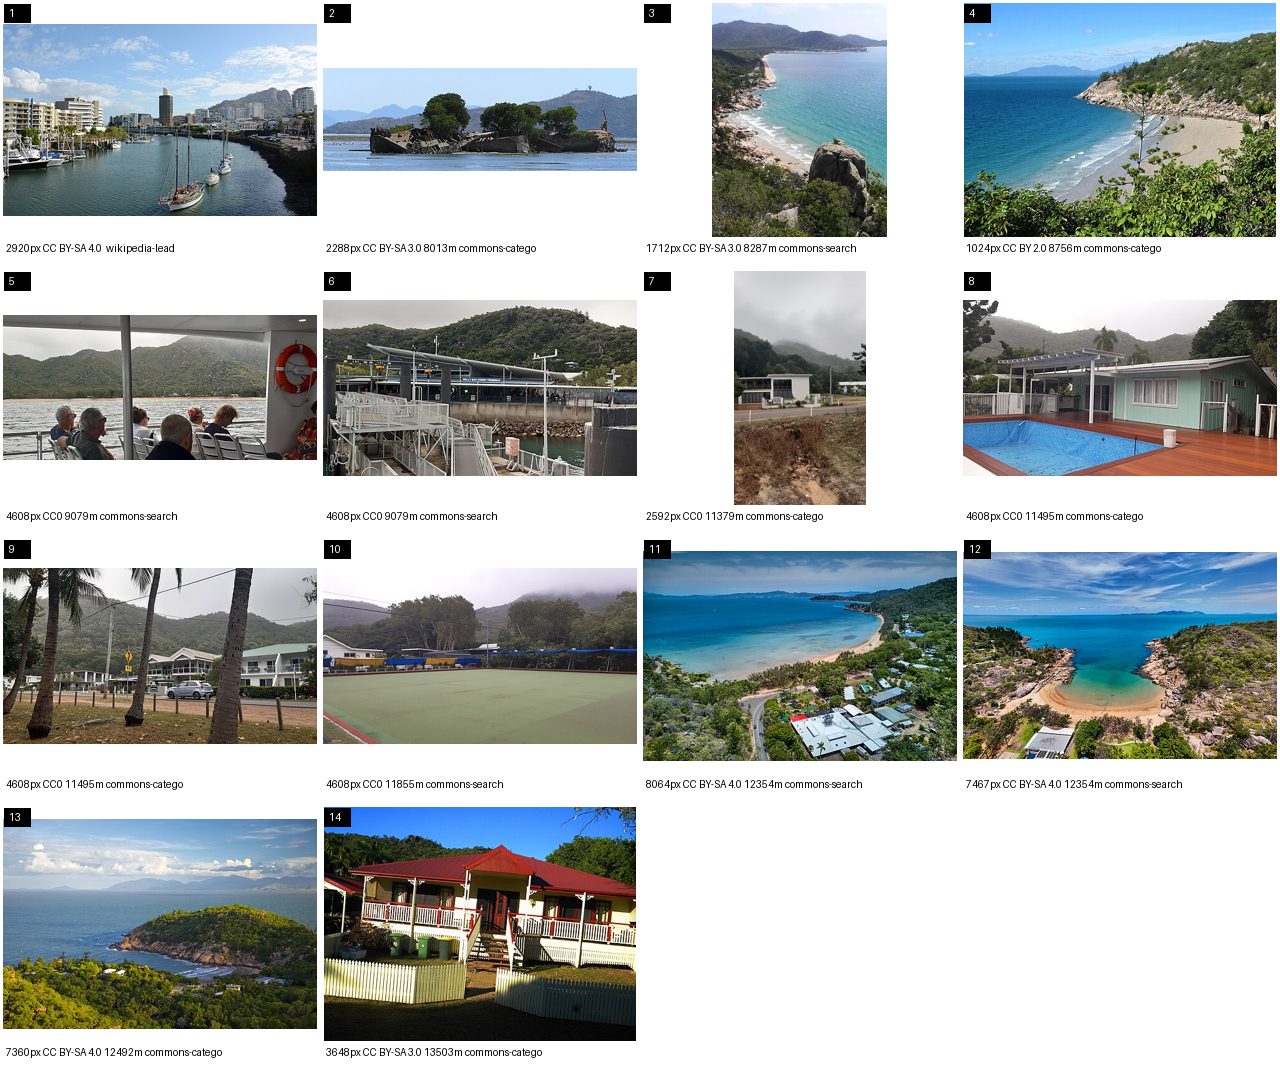 1
2
3
4
2920px CC BY-SA 4.0 wikipedia-lead
2288px CC BY-SA 3.0 8013m commons-catego
1712px CC BY-SA 3.0 8287m commons-search
1024px CC BY 2.0 8756m commons-catego
5
6
7
8
4608px CC0 9079m commons-search
4608px CC0 9079m commons-search
2592px CC0 11379m commons-catego
4608px CC0 11495m commons-catego
9
10
11
12
4608px CC0 11495m commons-catego
4608px CC0 11855m commons-search
8064px CC BY-SA 4.0 12354m commons-search
7467px CC BY-SA 4.0 12354m commons-search
13
14
7360px CC BY-SA 4.0 12492m commons-catego
3648px CC BY-SA 3.0 13503m commons-catego